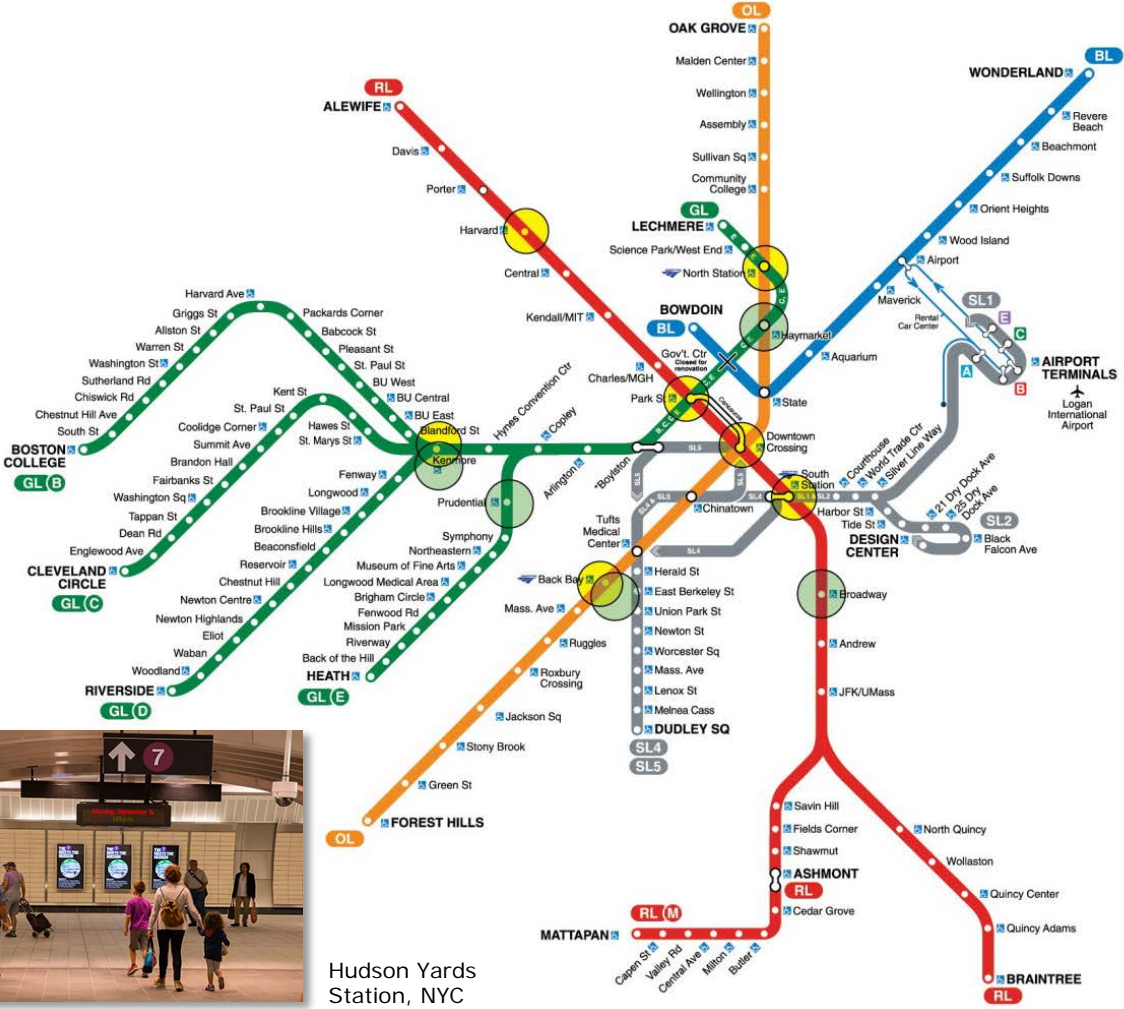 OL
OAK GROVE
Malden Center
Wellington
Assembly
Sullivan Sq
Community
College
BL
WONDERLAND
Revere
Beach
Beachmont
Suffolk Downs
Orient Heights
Wood Island
Airport
Maverick
Rental
Car Center
Aquarium
State
RL
ALEWIFE
Davis
Porter
Harvard
Central
Kendall/MIT
Charles/MGH
Park St
Downtown
Crossing
South
Station
GL
LECHMERE
E
E
Science Park/West End
North Station
C, E
Haymarket
C
BOWDOIN
BL
Gov't. Ctr
Closed for
renovation
C, E
B, C, D, E
SL1
E
C
A
B
AIRPORT
TERMINALS
Logan
International
Airport
Harvard Ave
Griggs St
Allston St
Warren St
Washington St
Sutherland Rd
Chiswick Rd
Chestnut Hill Ave
South St
BOSTON
COLLEGE
GL B
Packards Corner
Babcock St
Pleasant St
St. Paul St
BU West
BU Central
BU East
Blandford St
Kenmore
Hynes Convention Ctr
Copley
Arlington
*Boylston
Kent St
St. Paul St
Coolidge Corner
Summit Ave
Brandon Hall
Fairbanks St
Washington Sq
Tappan St
Dean Rd
Englewood Ave
CLEVELAND
CIRCLE
GL C
Hawes St
St. Marys St
Fenway
Longwood
Brookline Village
Brookline Hills
Beaconsfield
Reservoir
Chestnut Hill
Newton Centre
Newton Highlands
Eliot
Waban
Woodland
RIVERSIDE
GL D
Prudential
Symphony
Northeastern
Museum of Fine Arts
Longwood Medical Area
Brigham Circle
Fenwood Rd
Mission Park
Riverway
Back of the Hill
HEATH
GL E
SL5
SL5
SL4 & SL5
SL4
SL4
SL1 & SL2
Chinatown
Tufts
Medical
Center
Back Bay
Mass. Ave
Ruggles
Roxbury
Crossing
Jackson Sq
Stony Brook
Green St
FOREST HILLS
OL
Herald St
East Berkeley St
Union Park St
Newton St
Worcester Sq
Mass. Ave
Lenox St
Melnea Cass
DUDLEY SQ
SL4
SL5
Courthouse
World Trade Ctr
Silver Line Way
Harbor St
Tide St
DESIGN
CENTER
21 Dry Dock Ave
25 Dry
Dock Ave
SL2
Black
Falcon Ave
Broadway
Andrew
JFK/UMass
Savin Hill
Fields Corner
Shawmut
ASHMONT
RL
Cedar Grove
RL M
MATTAPAN
Capen St
Valley Rd
Central Ave
Milton
Butler
North Quincy
Wollaston
Quincy Center
Quincy Adams
BRAINTREE
RL
7
Hudson Yards
Station, NYC